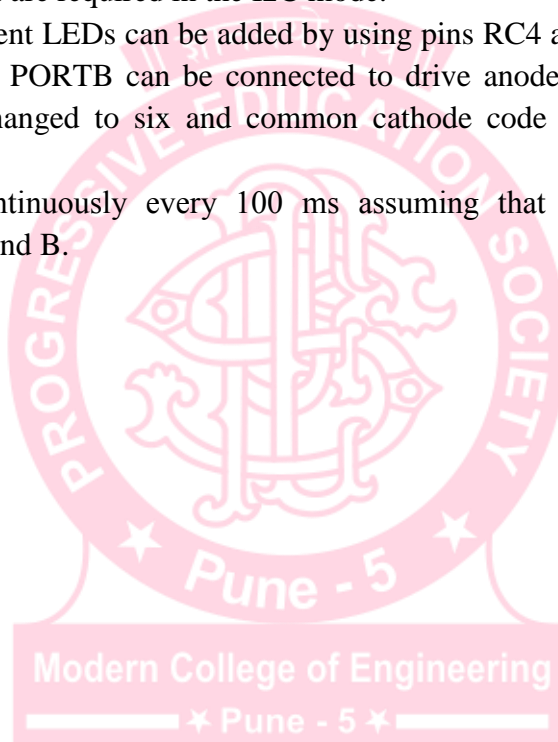 are required in the I2C mode.
ent LEDs can be added by using pins RC4 a
PORTB can be connected to drive anode
hanged to six and common cathode code
ntinuously every 100 ms assuming that
nd B.
PROGRESSIVE EDUCATION SOCIETY
Pune - 5
Modern College of Engineering
Pune - 5